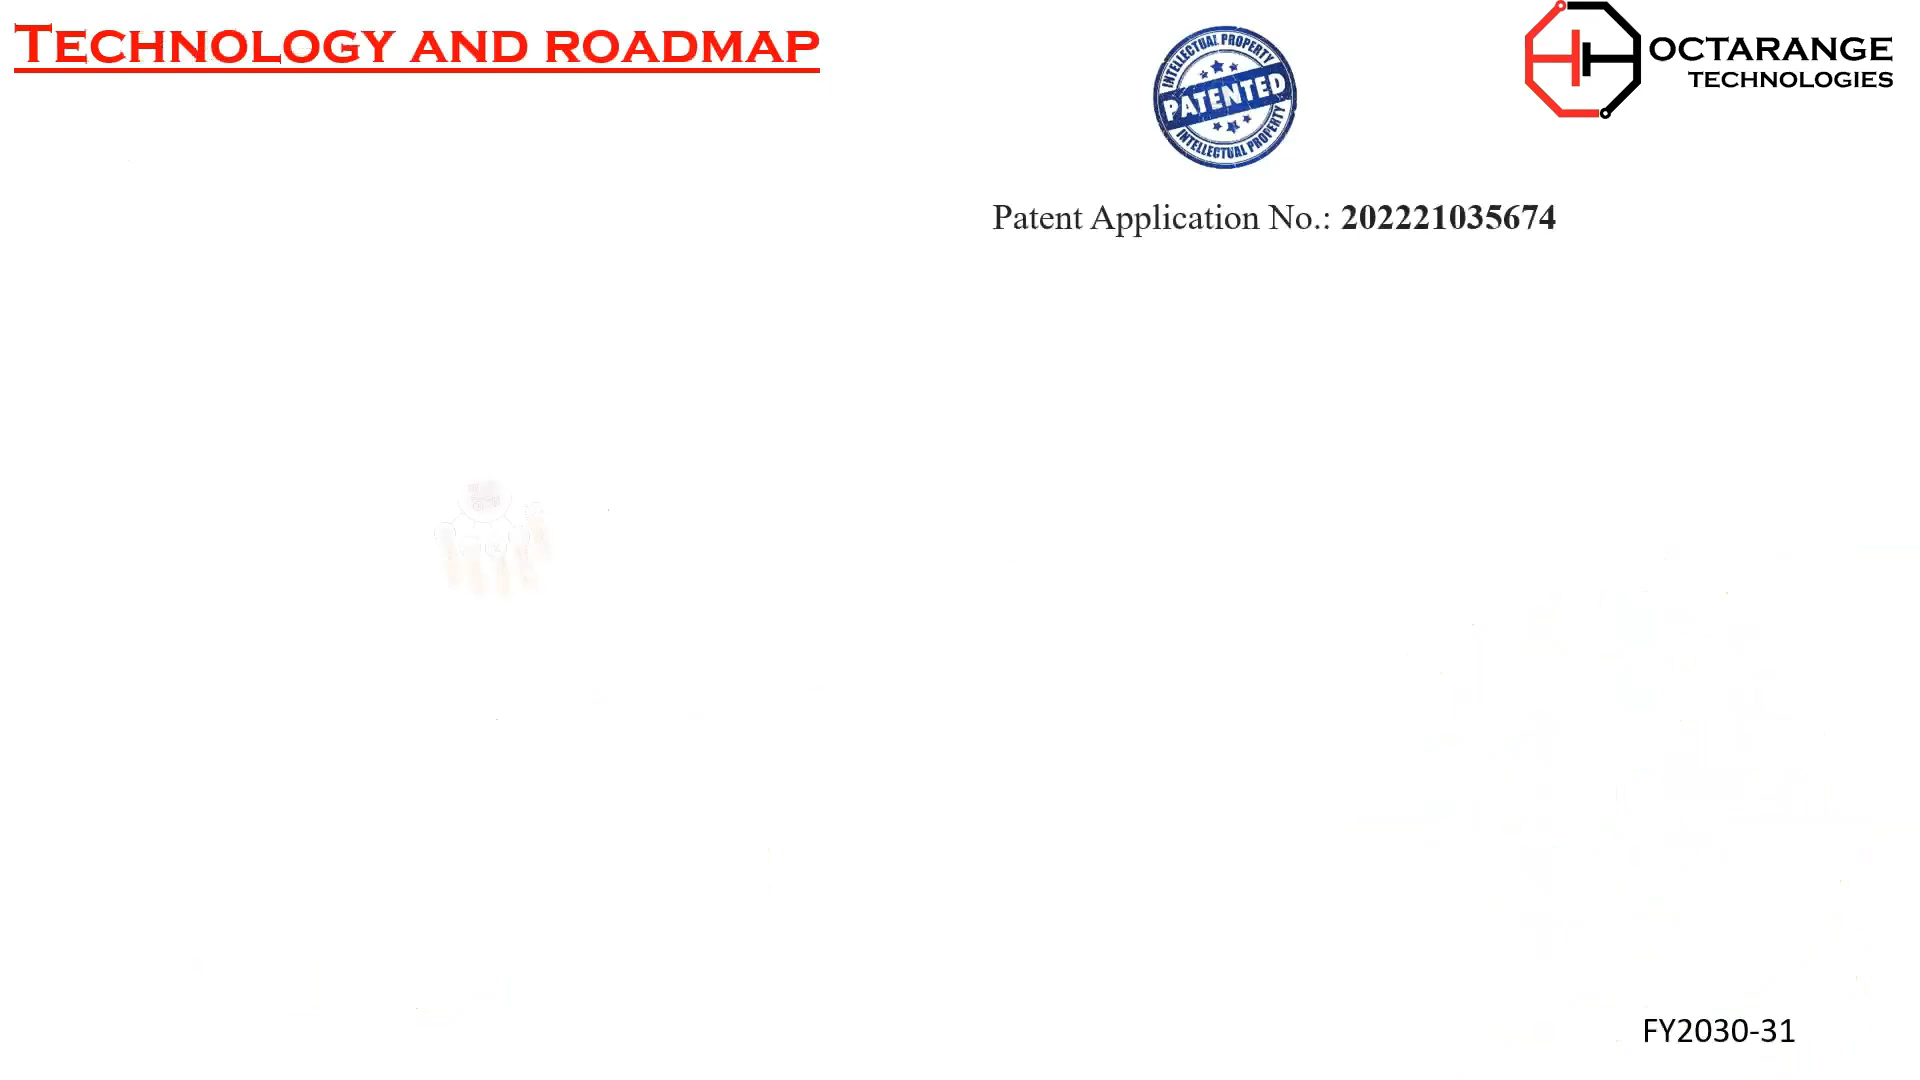 TECHNOLOGY AND ROADMAP
INTELLECTUAL PROPERTY
PATENTED
INTELLECTUAL PROPERTY
OCTARANGE
TECHNOLOGIES
Patent Application No.: 202221035674
FY2030-31